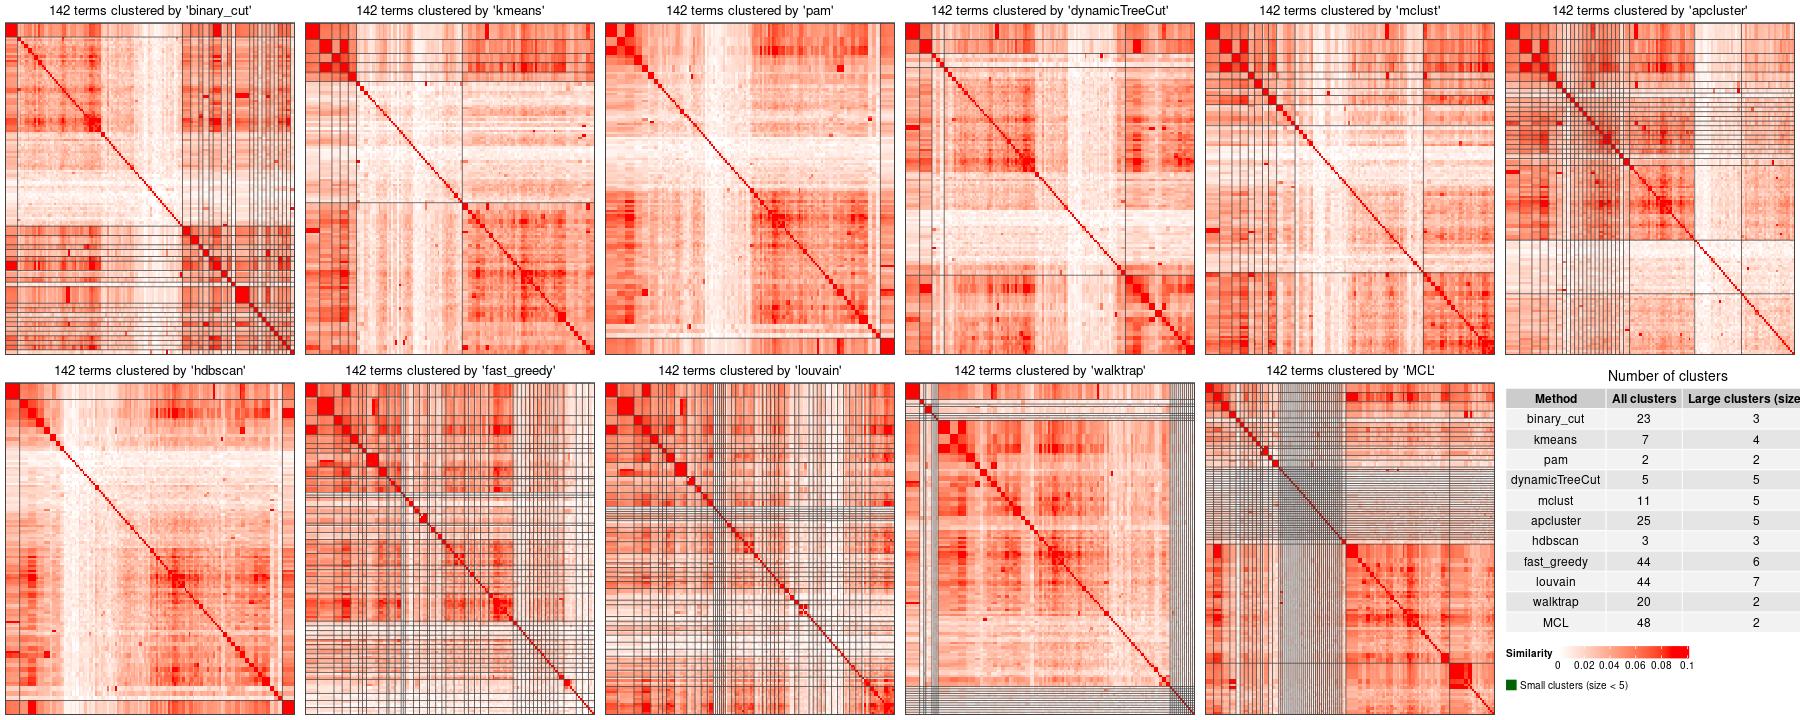 142 terms clustered by 'binary_cut'
142 terms clustered by 'kmeans'
142 terms clustered by 'pam'
142 terms clustered by 'dynamicTreeCut'
142 terms clustered by 'mclust'
142 terms clustered by 'apcluster'
142 terms clustered by 'hdbscan'
142 terms clustered by 'fast_greedy'
142 terms clustered by 'louvain'
142 terms clustered by 'walktrap'
142 terms clustered by 'MCL'
Number of clusters
Method All clusters Large clusters (size
binary_cut 23 3
kmeans 7 4
pam 2 2
dynamicTreeCut 5 5
mclust 11 5
apcluster 25 5
hdbscan 3 3
fast_greedy 44 6
louvain 44 7
walktrap 20 2
MCL 48 2
Similarity
0 0.02 0.04 0.06 0.08 0.1
Small clusters (size < 5)